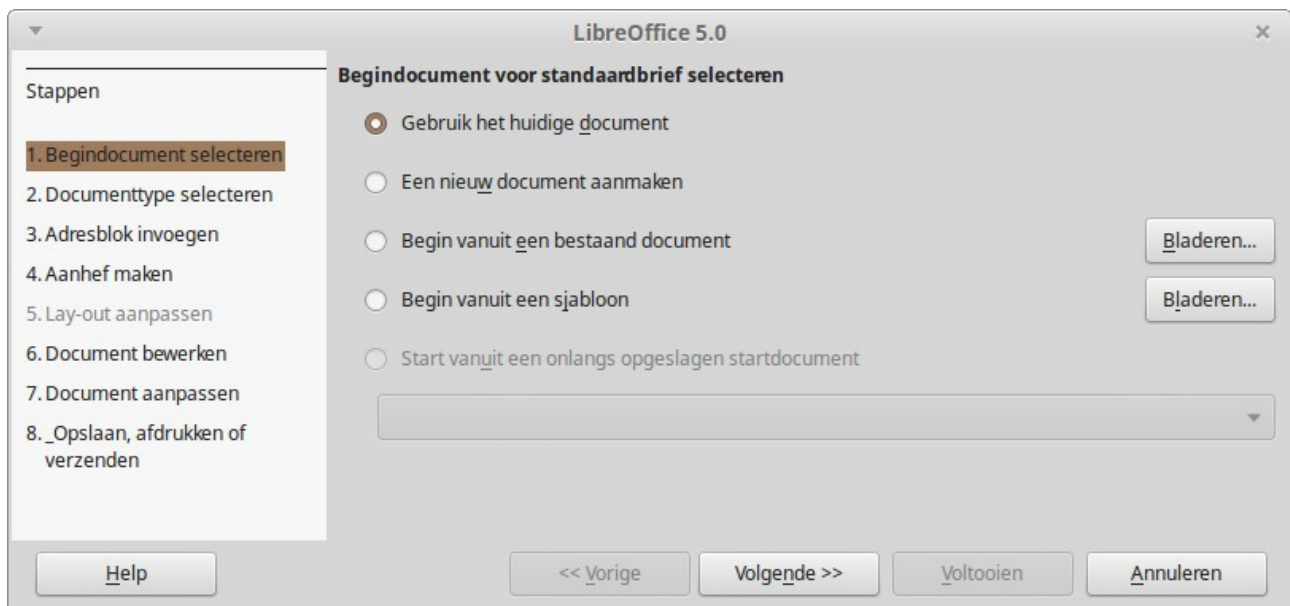 LibreOffice 5.0
Stappen
1. Begindocument selecteren
2. Documenttype selecteren
3. Adresblok invoegen
4. Aanhef maken
5. Lay-out aanpassen
6. Document bewerken
7. Document aanpassen
8. _Opslaan, afdrukken of
verzenden
Begindocument voor standaardbrief selecteren
Gebruik het huidige document
Een nieuw document aanmaken
Begin vanuit een bestaand document
Bladeren...
Begin vanuit een sjabloon
Bladeren...
Start vanuit een onlangs opgeslagen startdocument
Help
<< Vorige
Volgende >>
Voltooien
Annuleren